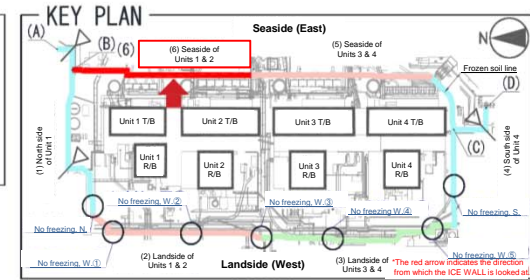 KEY PLAN
Seaside (East)
N
(A)
(B)
(6)
(6) Seaside of
Units 1 & 2
(5) Seaside of
Units 3 & 4
Frozen soil line
(D)
(1) North side
of Unit 1
Unit 1 T/B
Unit 2 T/B
Unit 3 T/B
Unit 4 T/B
(C)
(4) South side
of Unit 4
Unit 1
R/B
Unit 2
R/B
Unit 3
R/B
Unit 4
R/B
No freezing, W.②
No freezing, W.③
No freezing W.④
No freezing, S.
No freezing, N.
No freezing, W.①
No freezing, W.⑤
(2) Landside of
Units 1 & 2
Landside (West)
(3) Landside of
Units 3 & 4
*The red arrow indicates the direction
from which the ICE WALL is looked at